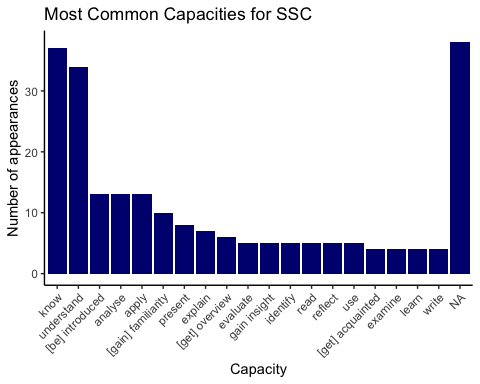 Most Common Capacities for SSC
Number of appearances
30
20
10
0
know
understand
[be] introduced
analyse
apply
[gain] familiarity
present
explain
[get] overview
evaluate
gain insight
identify
read
reflect
use
[get] acquainted
examine
learn
write
NA
Capacity